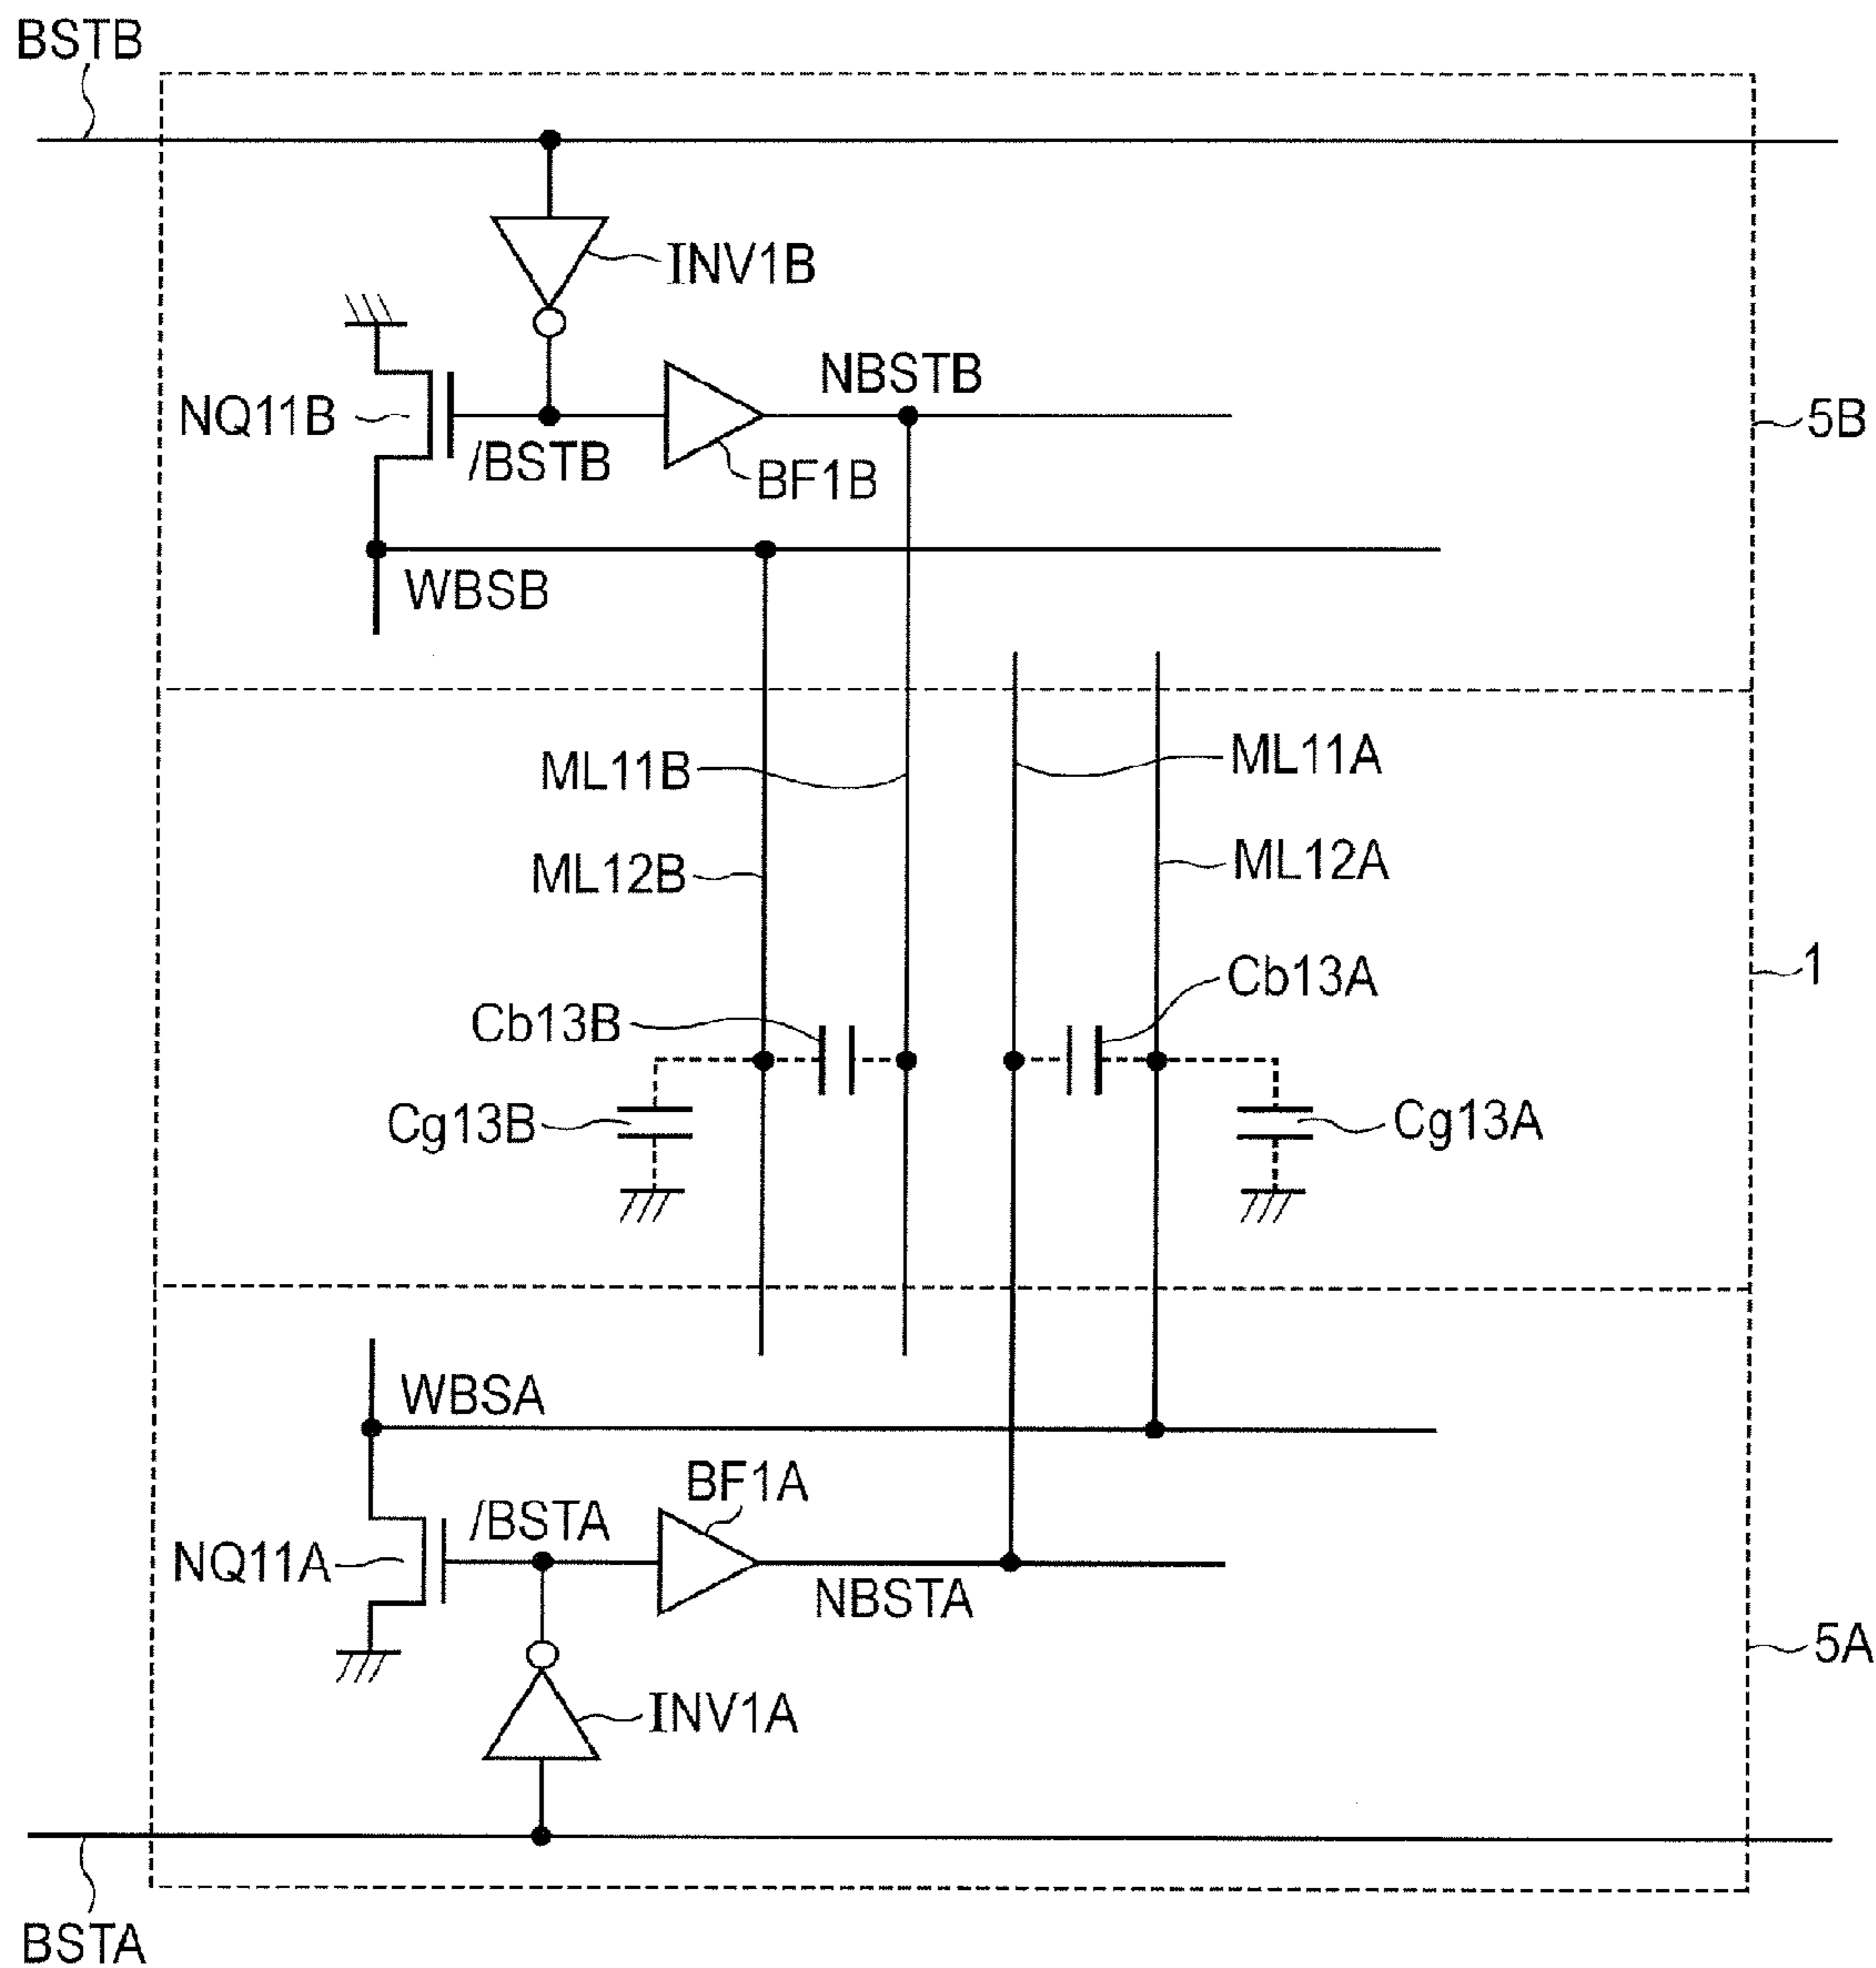 BSTB
INV1B
NBSTB
NQ11B
/BSTB
BF1B
5B
WBSB
ML11B
ML11A
ML12B
ML12A
1
Cb13B
Cb13A
Cg13B
Cg13A
WBSA
BF1A
/BSTA
NQ11A
NBSTA
5A
INV1A
BSTA